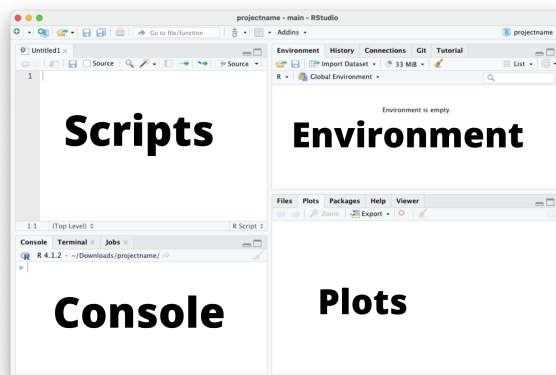 projectname - main - RStudio
Go to file/function
Addins
projectname
Untitled1
Source
Source
1
Scripts
1:1 (Top Level) R Script
Console Terminal Jobs
R 4.1.2 · ~/Downloads/projectname/
>
Console
Environment History Connections Git Tutorial
Import Dataset 33 MiB List
R Global Environment
Environment is empty
Environment
Files Plots Packages Help Viewer
Zoom Export
Plots